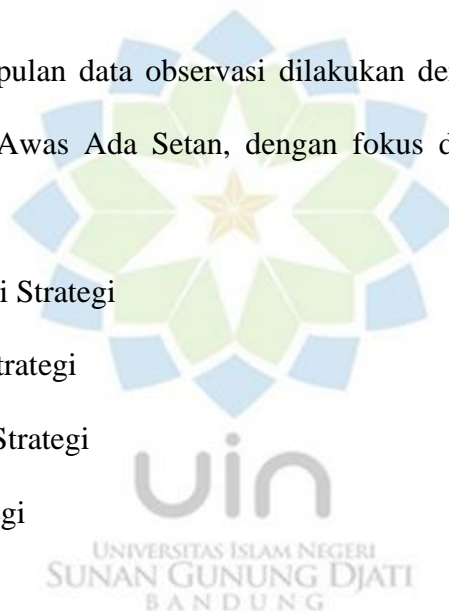 pulan data observasi dilakukan de
Awas Ada Setan, dengan fokus d
i Strategi
trategi
Strategi
gi
uin
UNIVERSITAS ISLAM NEGERI
SUNAN GUNUNG DJATI
BANDUNG